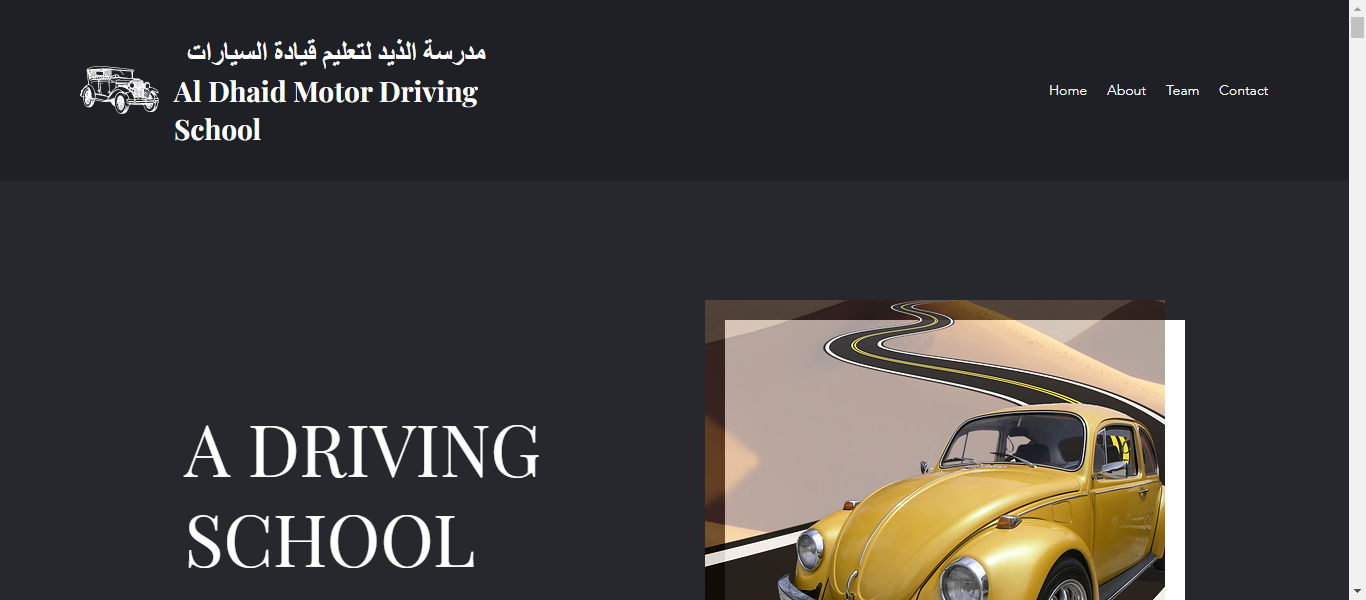 مدرسة الذيد لتعليم قيادة السيارات
Al Dhaid Motor Driving
School
Home About Team Contact
A DRIVING
SCHOOL